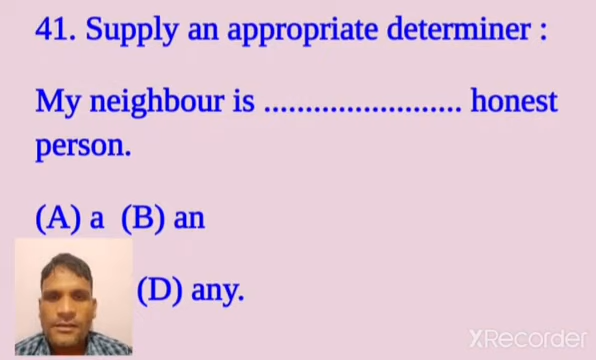 41. Supply an appropriate determiner :
My neighbour is ........................ honest
person.
(A) a (B) an
(D) any.
XRecorder